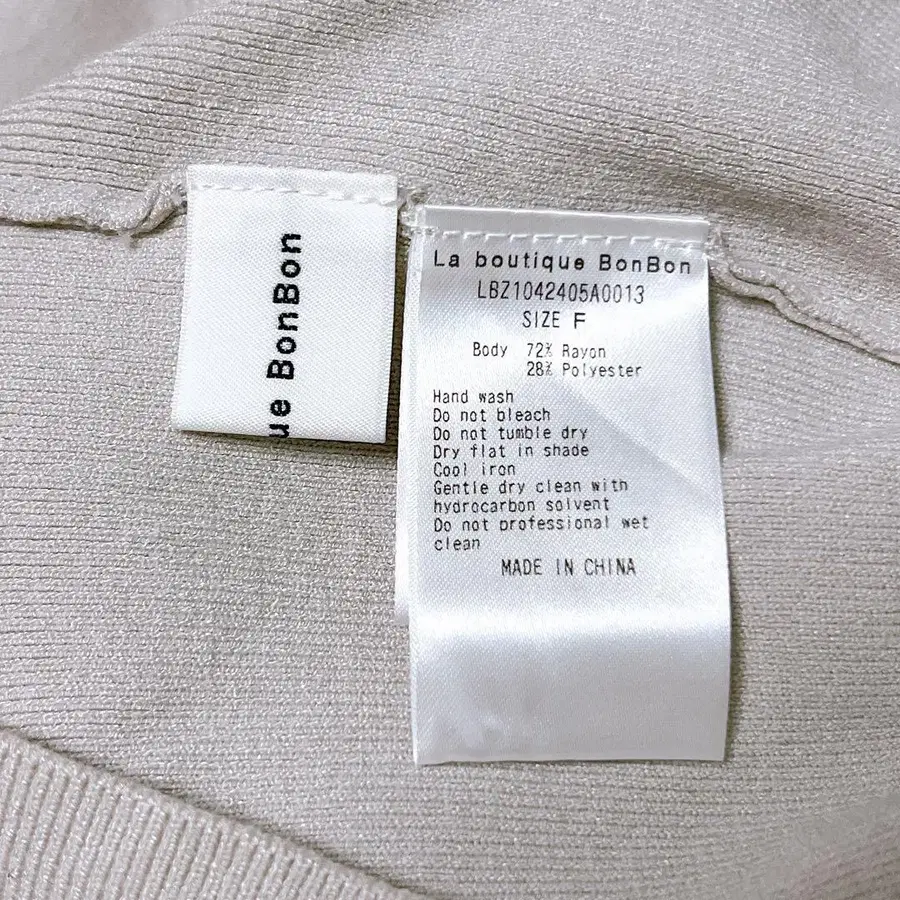 ue BonBon
La boutique BonBon
LBZ1042405A0013
SIZE F
Body 72% Rayon
28% Polyester
Hand wash
Do not bleach
Do not tumble dry
Dry flat in shade
Cool iron
Gentle dry clean with
hydrocarbon solvent
Do not professional wet
clean
MADE IN CHINA